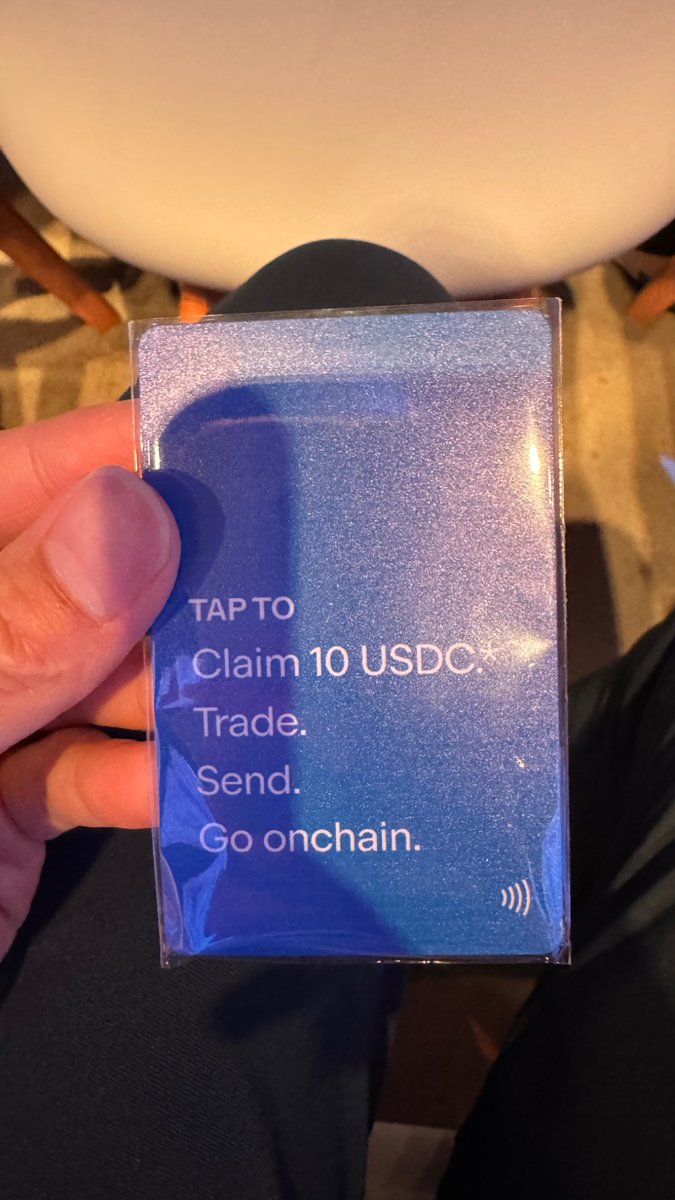 TAP TO
Claim 10 USDC.*
Trade.
Send.
Go onchain.